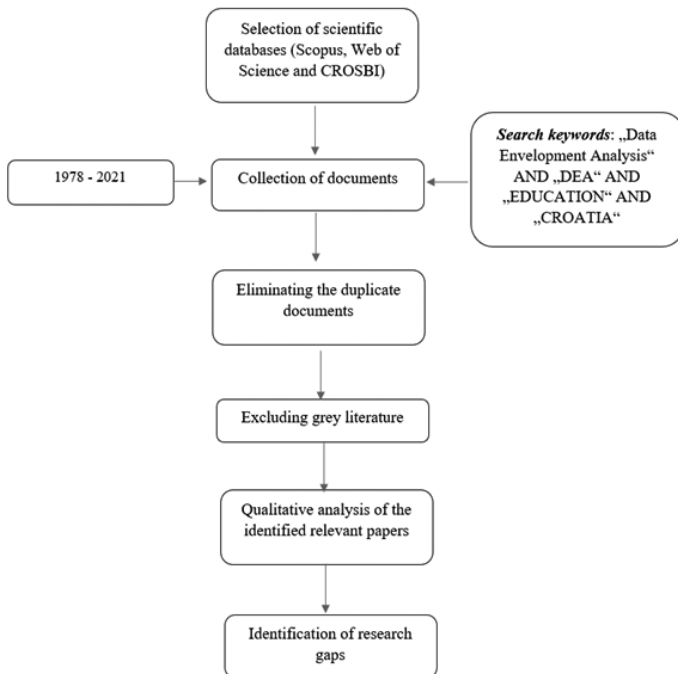 Selection of scientific
databases (Scopus, Web of
Science and CROSBI)
1978 - 2021
Collection of documents
Search keywords: „Data
Envelopment Analysis“
AND „DEA“ AND
„EDUCATION“ AND
„CROATIA“
Eliminating the duplicate
documents
Excluding grey literature
Qualitative analysis of the
identified relevant papers
Identification of research
gaps